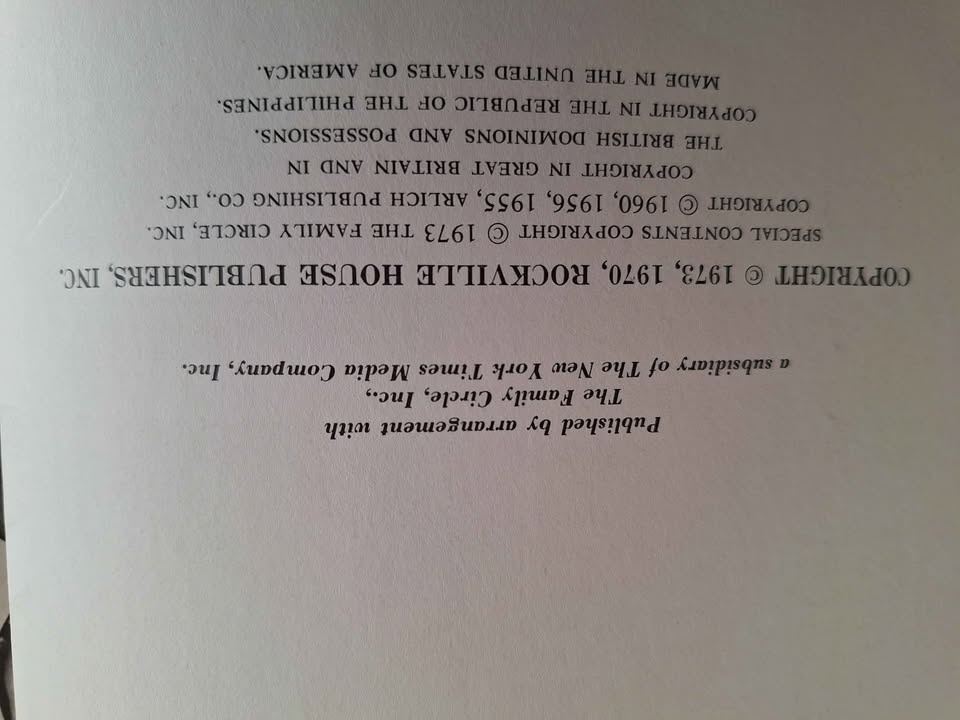 Published by arrangement with
The Family Circle, Inc.,
a subsidiary of The New York Times Media Company, Inc.
COPYRIGHT © 1973, 1970, ROCKVILLE HOUSE PUBLISHERS, INC.
SPECIAL CONTENTS COPYRIGHT © 1973 THE FAMILY CIRCLE, INC.
COPYRIGHT © 1960, 1956, 1955, ARLICH PUBLISHING CO., INC.
COPYRIGHT IN GREAT BRITAIN AND IN
THE BRITISH DOMINIONS AND POSSESSIONS.
COPYRIGHT IN THE REPUBLIC OF THE PHILIPPINES.
MADE IN THE UNITED STATES OF AMERICA.